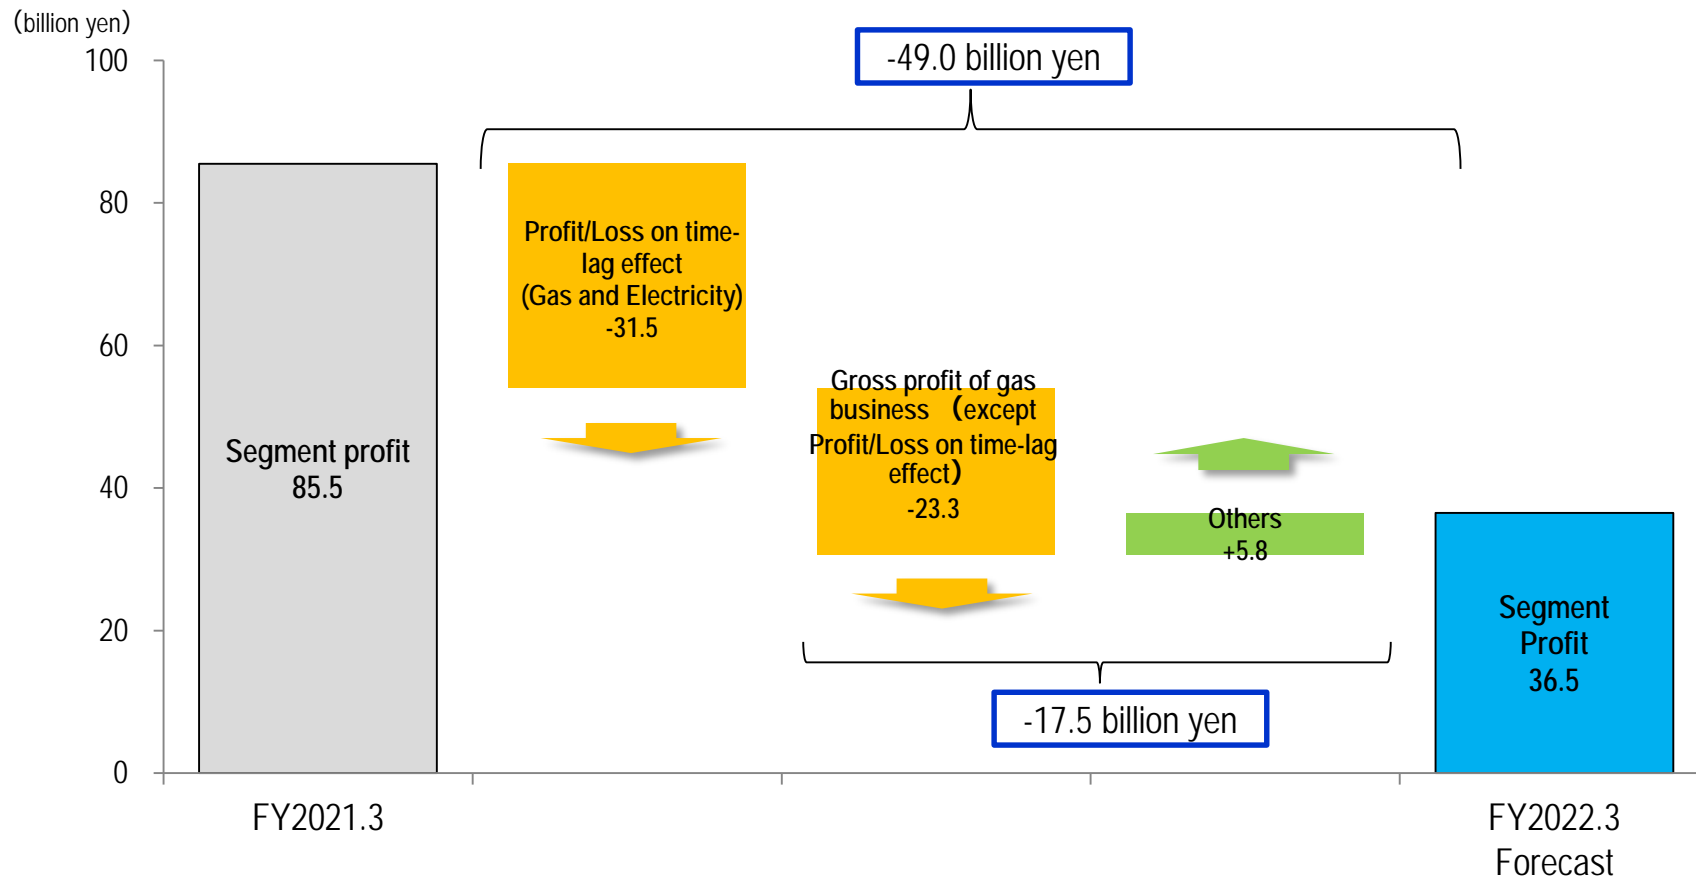 (billion yen)
100
80
60
40
20
0
-49.0 billion yen
Segment profit
85.5
Profit/Loss on time-
lag effect
(Gas and Electricity)
-31.5
Gross profit of gas
business （except
Profit/Loss on time-lag
effect）
-23.3
Others
+5.8
-17.5 billion yen
Segment
Profit
36.5
FY2021.3
FY2022.3
Forecast